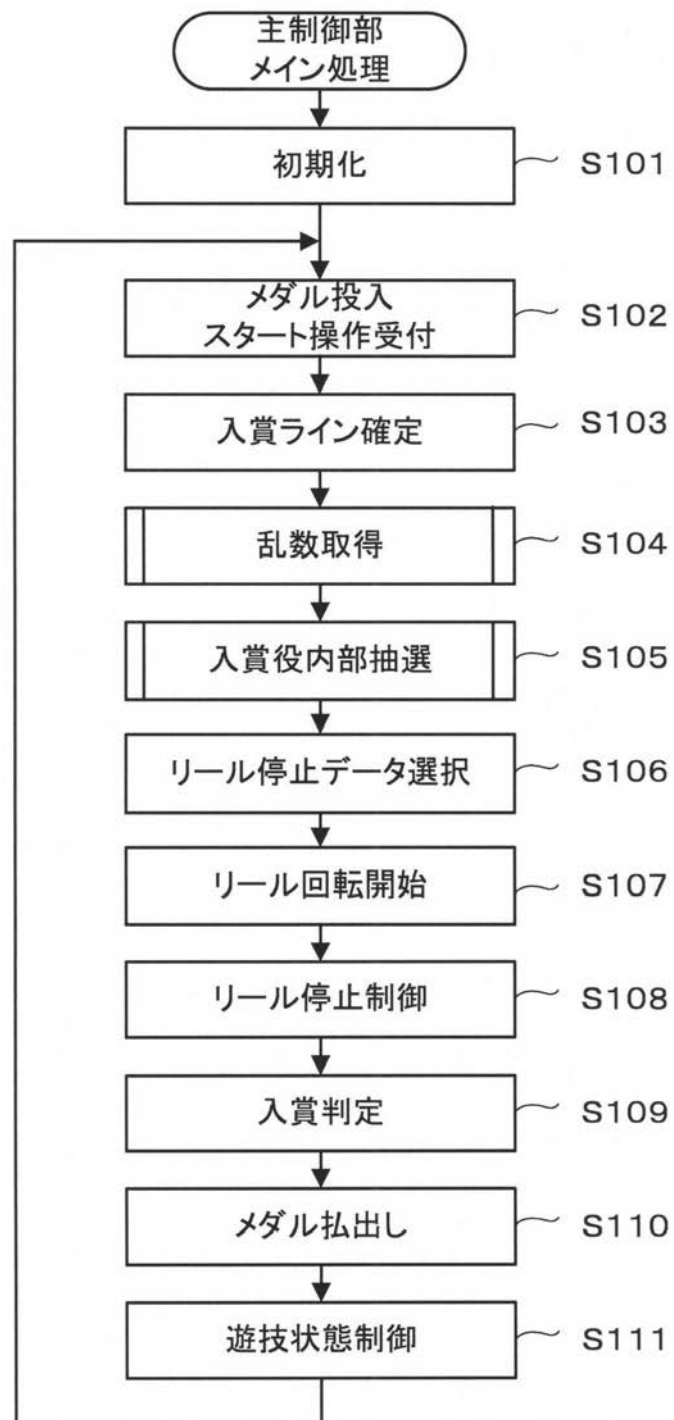 主制御部
メイン処理
初期化
S101
メダル投入
スタート操作受付
S102
入賞ライン確定
S103
乱数取得
S104
入賞役内部抽選
S105
リール停止データ選択
S106
リール回転開始
S107
リール停止制御
S108
入賞判定
S109
メダル払出し
S110
遊技状態制御
S111